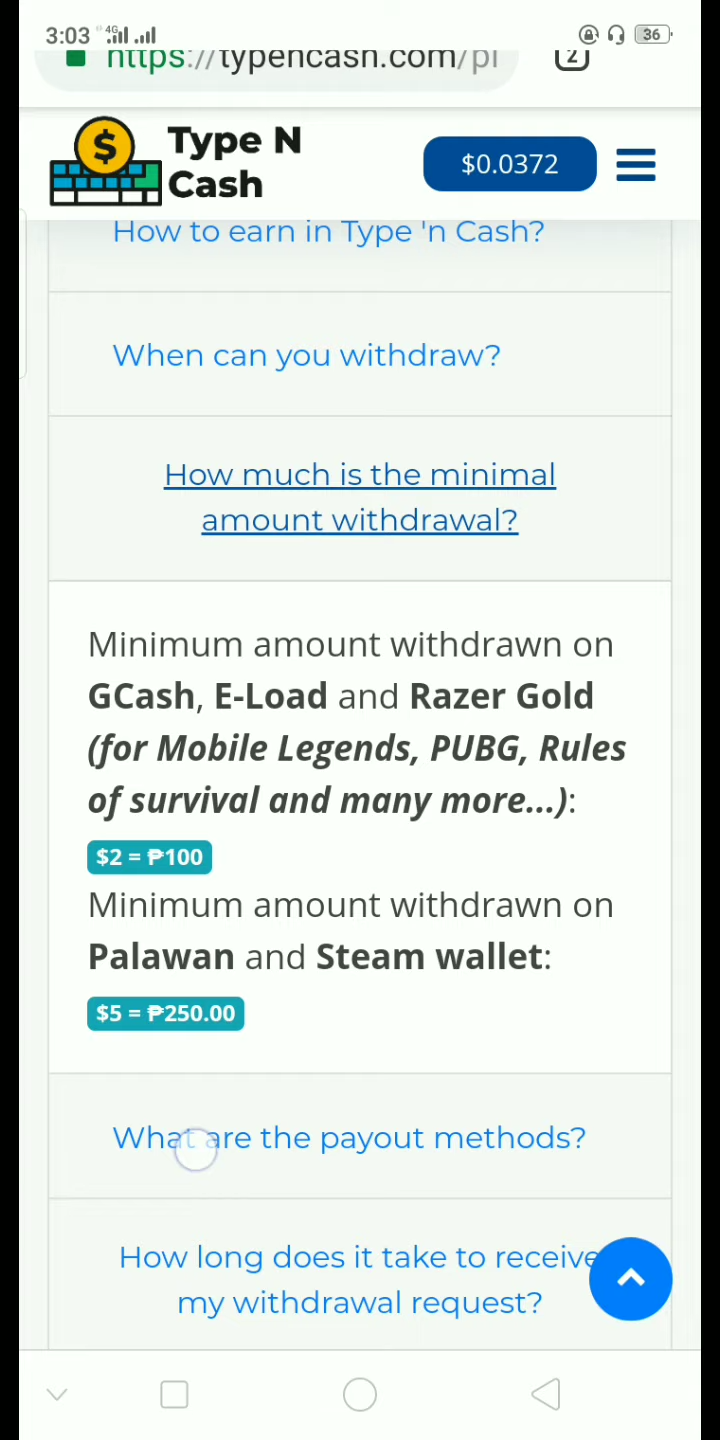 3:03 4G 36
https://typencash.com/pl 2
Type N
Cash
$0.0372
How to earn in Type 'n Cash?
When can you withdraw?
How much is the minimal
amount withdrawal?
Minimum amount withdrawn on
GCash, E-Load and Razer Gold
(for Mobile Legends, PUBG, Rules
of survival and many more...):
$2 = ₱100
Minimum amount withdrawn on
Palawan and Steam wallet:
$5 = ₱250.00
What are the payout methods?
How long does it take to receive
my withdrawal request?